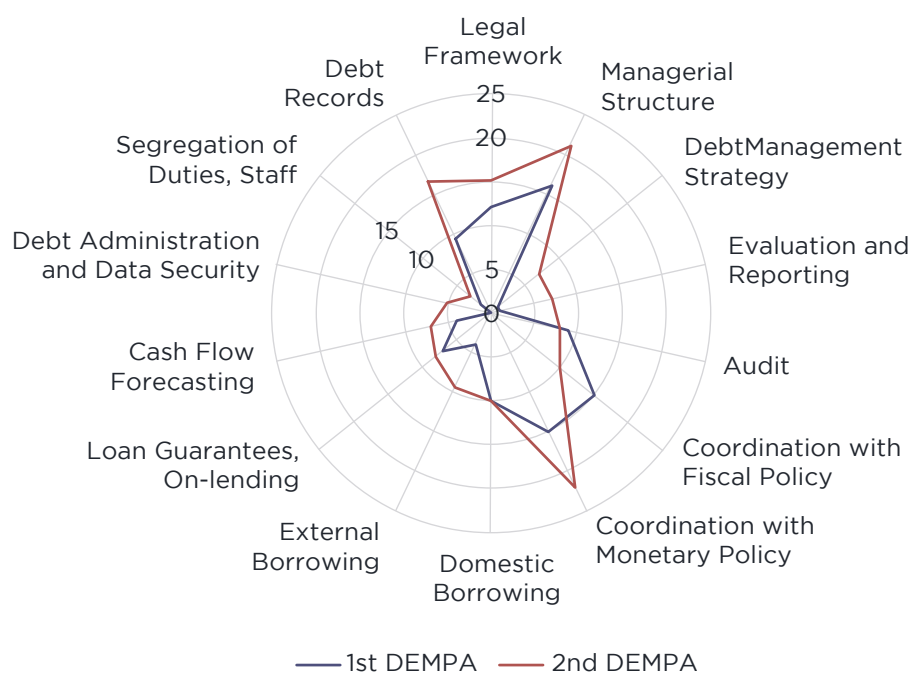 Legal
Framework
Managerial
Structure
DebtManagement
Strategy
Evaluation and
Reporting
Audit
Coordination with
Fiscal Policy
Coordination with
Monetary Policy
Domestic
Borrowing
External
Borrowing
Loan Guarantees,
On-lending
Cash Flow
Forecasting
Debt Administration
and Data Security
Segregation of
Duties, Staff
Debt
Records
25
20
15
10
5
0
1st DEMPA
2nd DEMPA